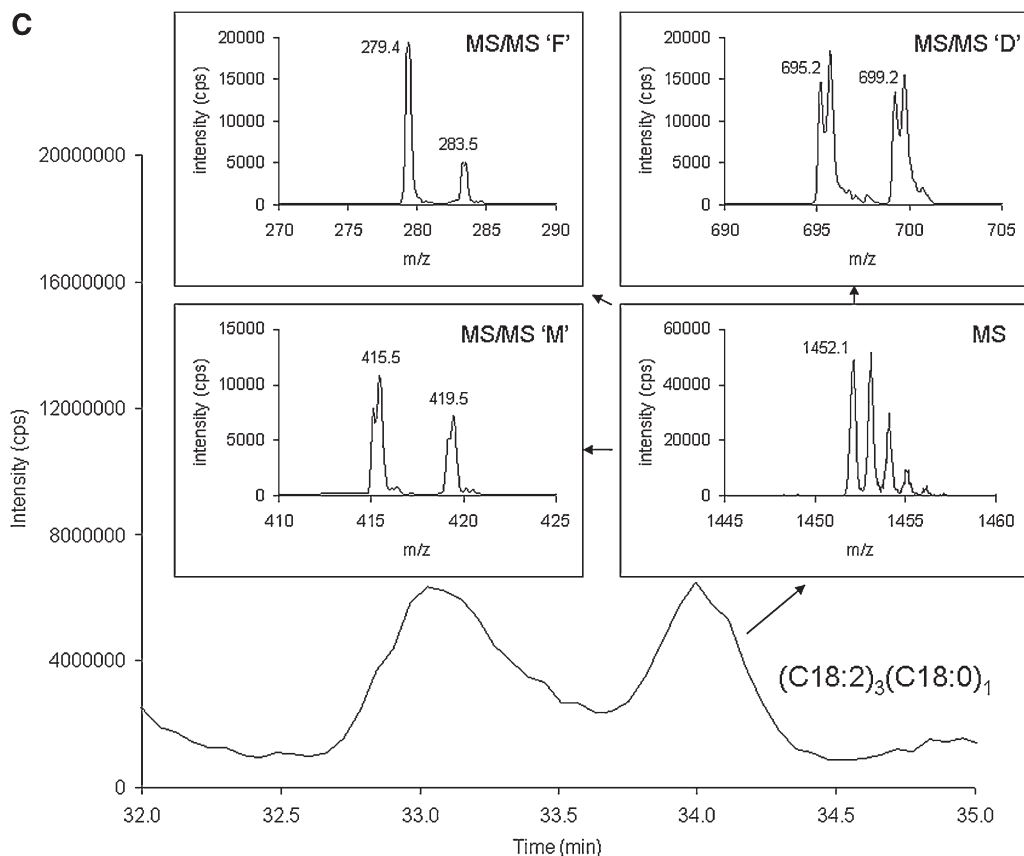 C
MS/MS 'F'
20000
15000
10000
5000
0
intensity (cps)
279.4
283.5
270 275 280 285 290
m/z
MS/MS 'D'
20000
15000
10000
5000
0
intensity (cps)
695.2
699.2
690 695 700 705
m/z
MS/MS 'M'
15000
10000
5000
0
intensity (cps)
415.5
419.5
410 415 420 425
m/z
MS
60000
40000
20000
0
intensity (cps)
1452.1
1445 1450 1455 1460
m/z
20000000
16000000
12000000
8000000
4000000
0
Intensity (cps)
(C18:2)₃(C18:0)₁
32.0 32.5 33.0 33.5 34.0 34.5 35.0
Time (min)